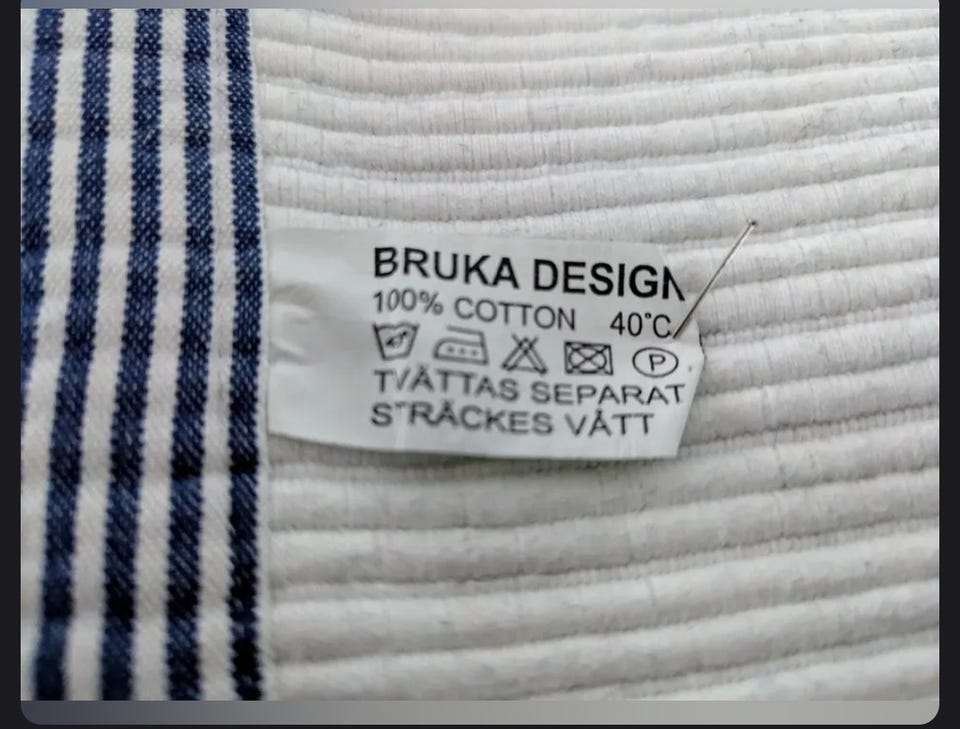 BRUKA DESIGN
100% COTTON 40°C
P
TVÄTTAS SEPARAT
STRÄCKES VÅTT